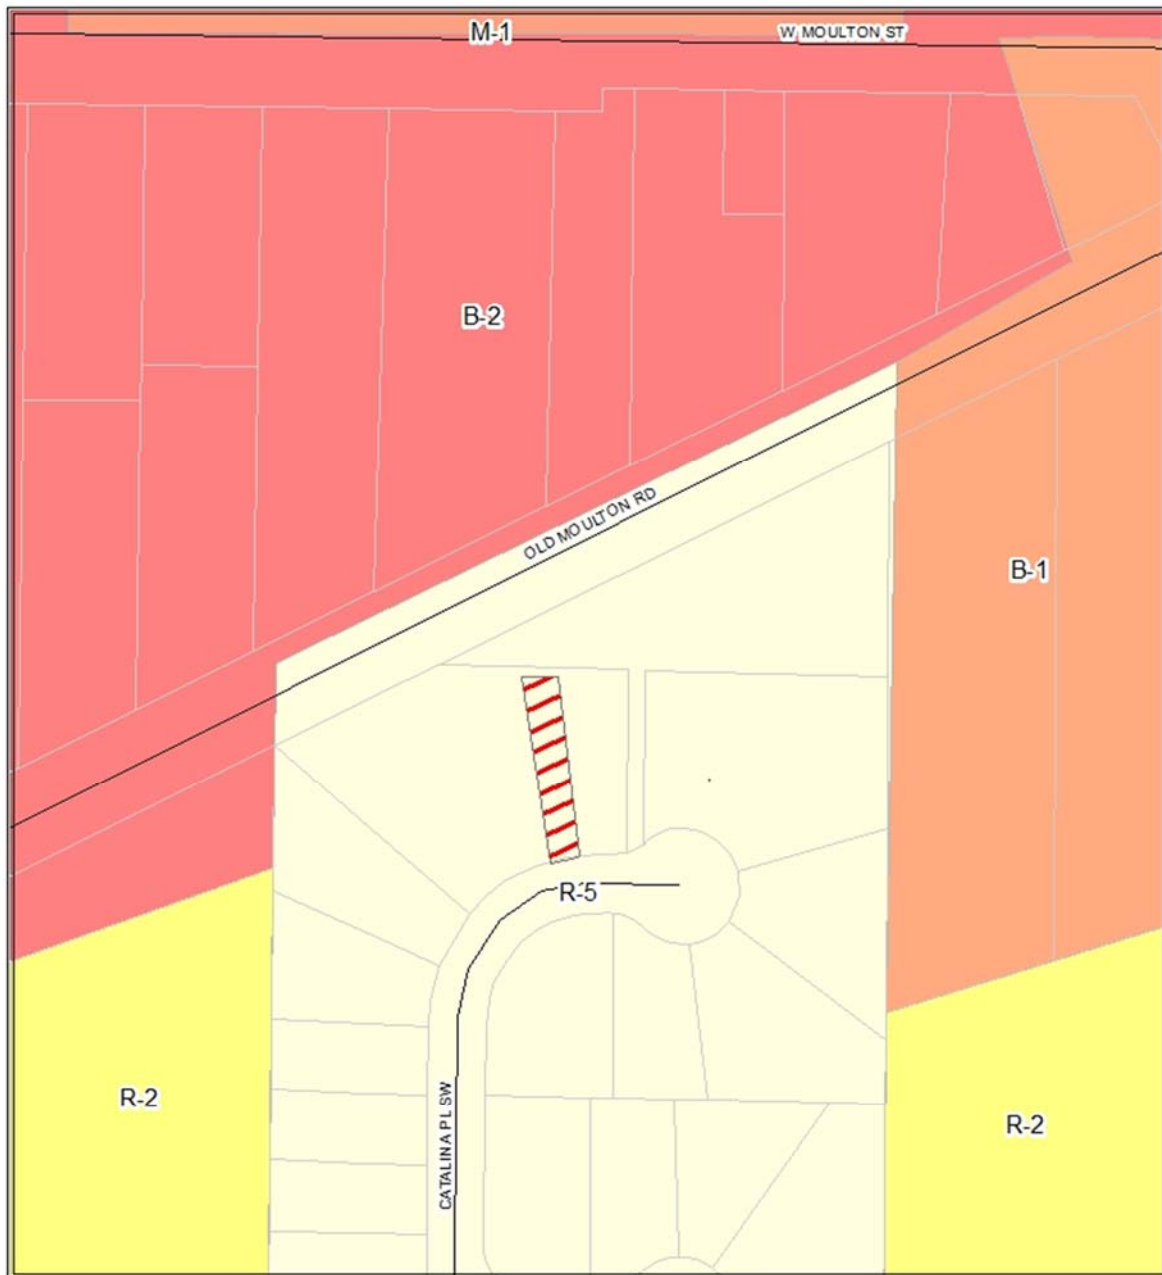 M-1
W MOULTON ST
B-2
OLD MOULTON RD
B-1
R-5
R-2
CATALINA PL SW
R-2